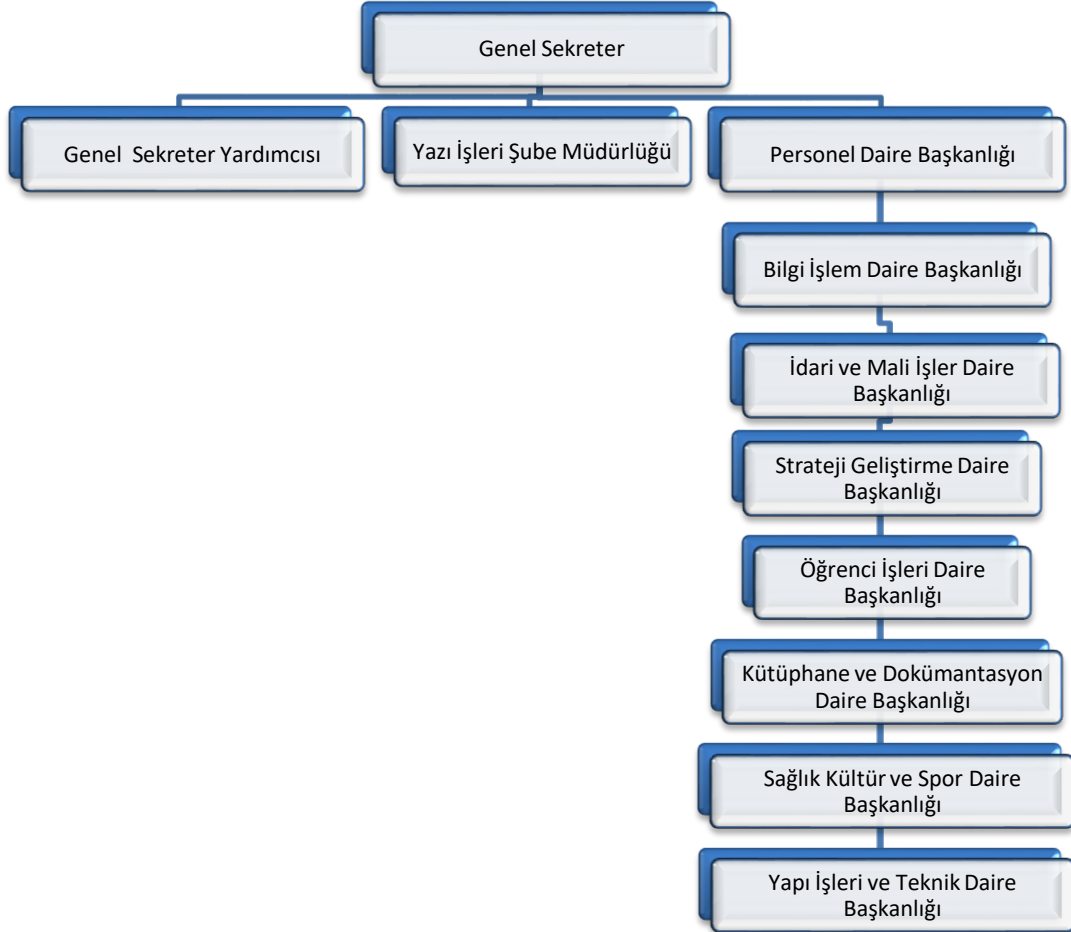 Genel Sekreter
Genel Sekreter Yardımcısı
Yazı İşleri Şube Müdürlüğü
Personel Daire Başkanlığı
Bilgi İşlem Daire Başkanlığı
İdari ve Mali İşler Daire
Başkanlığı
Strateji Geliştirme Daire
Başkanlığı
Öğrenci İşleri Daire
Başkanlığı
Kütüphane ve Dokümantasyon
Daire Başkanlığı
Sağlık Kültür ve Spor Daire
Başkanlığı
Yapı İşleri ve Teknik Daire
Başkanlığı